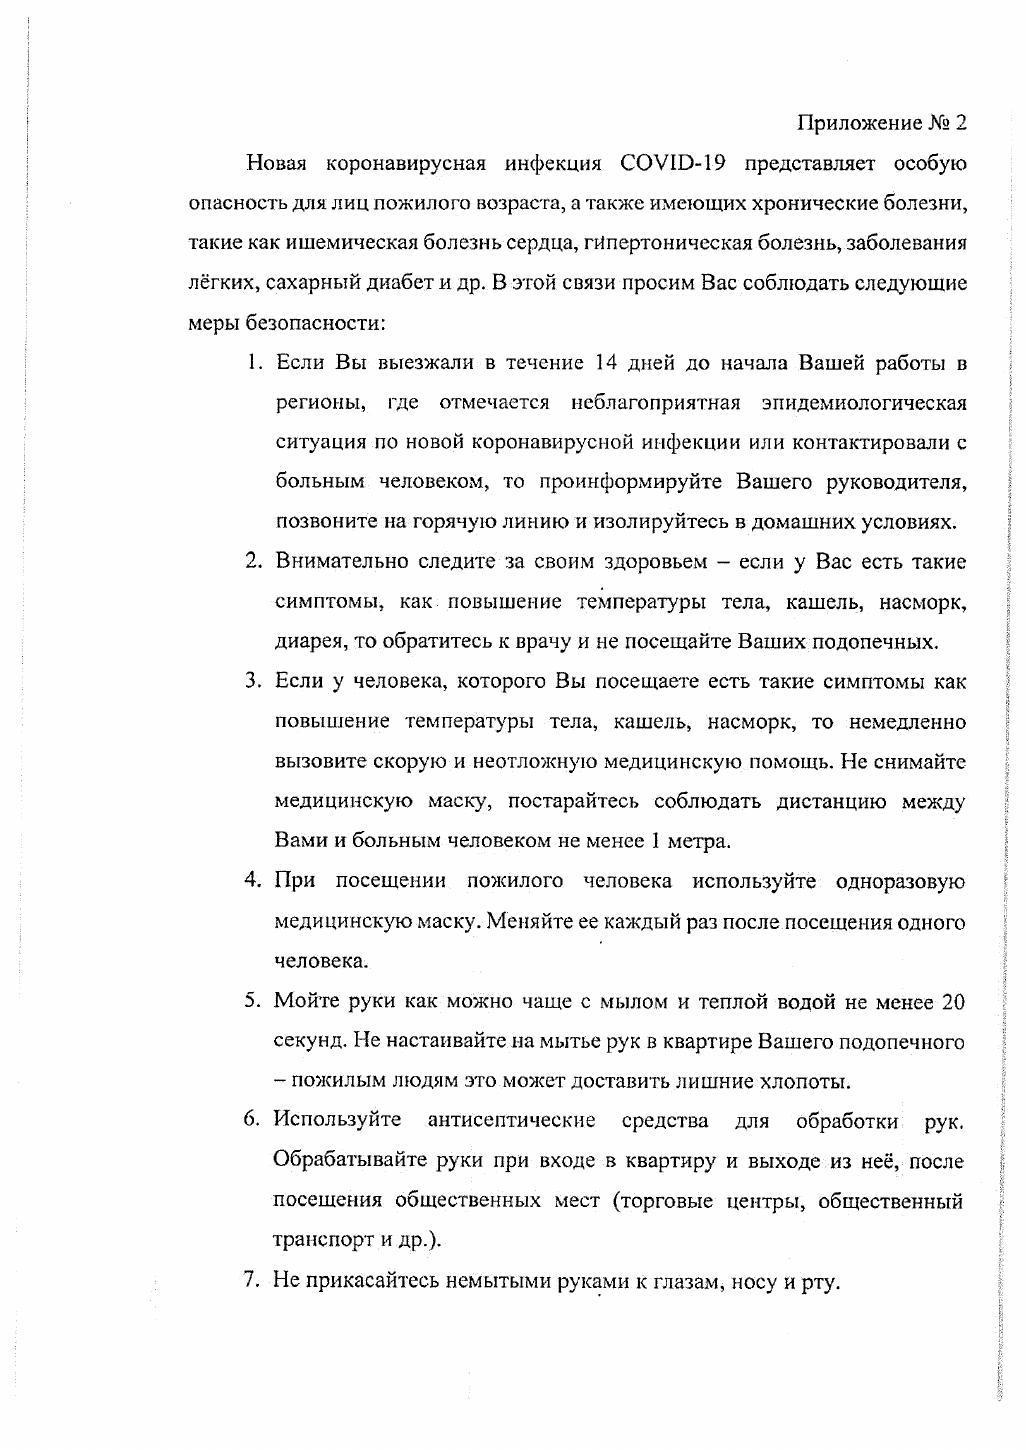 Приложение № 2
Новая коронавирусная инфекция COVID-19 представляет особую
опасность для лиц пожилого возраста, а также имеющих хронические болезни,
такие как ишемическая болезнь сердца, гипертоническая болезнь, заболевания
лёгких, сахарный диабет и др. В этой связи просим Вас соблюдать следующие
меры безопасности:
1. Если Вы выезжали в течение 14 дней до начала Вашей работы в
регионы, где отмечается неблагоприятная эпидемиологическая
ситуация по новой коронавирусной инфекции или контактировали с
больным человеком, то проинформируйте Вашего руководителя,
позвоните на горячую линию и изолируйтесь в домашних условиях.
2. Внимательно следите за своим здоровьем – если у Вас есть такие
симптомы, как повышение температуры тела, кашель, насморк,
диарея, то обратитесь к врачу и не посещайте Ваших подопечных.
3. Если у человека, которого Вы посещаете есть такие симптомы как
повышение температуры тела, кашель, насморк, то немедленно
вызовите скорую и неотложную медицинскую помощь. Не снимайте
медицинскую маску, постарайтесь соблюдать дистанцию между
Вами и больным человеком не менее 1 метра.
4. При посещении пожилого человека используйте одноразовую
медицинскую маску. Меняйте ее каждый раз после посещения одного
человека.
5. Мойте руки как можно чаще с мылом и теплой водой не менее 20
секунд. Не настаивайте на мытье рук в квартире Вашего подопечного
– пожилым людям это может доставить лишние хлопоты.
6. Используйте антисептические средства для обработки рук.
Обрабатывайте руки при входе в квартиру и выходе из неё, после
посещения общественных мест (торговые центры, общественный
транспорт и др.).
7. Не прикасайтесь немытыми руками к глазам, носу и рту.